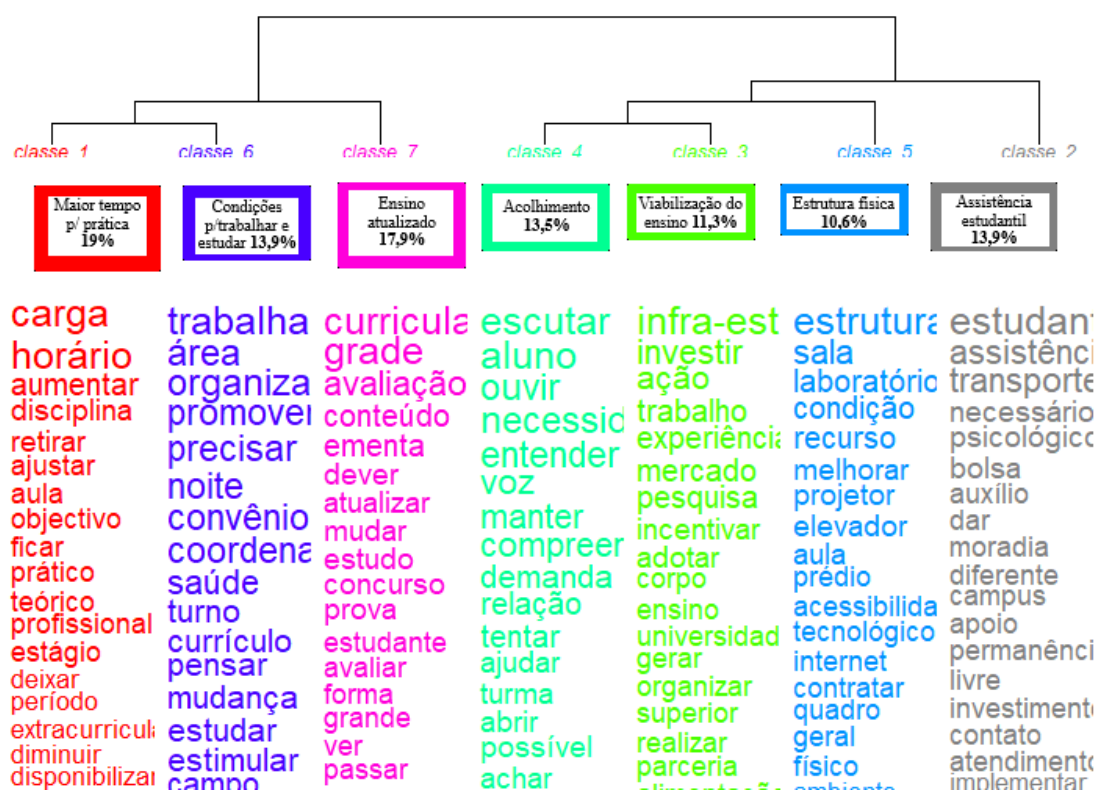 classe 1
classe 6
classe 7
classe 4
classe 3
classe 5
classe 2
Maior tempo
p/ prática
19%
Condições
p/trabalhar e
estudar 13,9%
Ensino
atualizado
17,9%
Acolhimento
13,5%
Viabilização do
ensino 11,3%
Estrutura física
10,6%
Assistência
estudantil
13,9%
carga
horário
aumentar
disciplina
retirar
ajustar
aula
objectivo
ficar
prático
teórico
profissional
estágio
deixar
período
extracurricula
diminuir
disponibilizar
trabalha
área
organiza
promover
precisar
noite
convênio
coordena
saúde
turno
currículo
pensar
mudança
estudar
estimular
campo
curricula
grade
avaliação
conteúdo
ementa
dever
atualizar
mudar
estudo
concurso
prova
estudante
avaliar
forma
grande
ver
passar
escutar
aluno
ouvir
necessid
entender
voz
manter
compreen
demanda
relação
tentar
ajudar
turma
abrir
possível
achar
infra-est
investir
ação
trabalho
experiência
mercado
pesquisa
incentivar
adotar
corpo
ensino
universidad
gerar
organizar
superior
realizar
parceria
alimentação
estrutura
sala
laboratório
condição
recurso
melhorar
projetor
elevador
aula
prédio
acessibilida
tecnológico
internet
contratar
quadro
geral
físico
ambiente
estudan
assistênci
transporte
necessário
psicológico
bolsa
auxílio
dar
moradia
diferente
campus
apoio
permanênci
livre
investiment
contato
atendimento
implementar